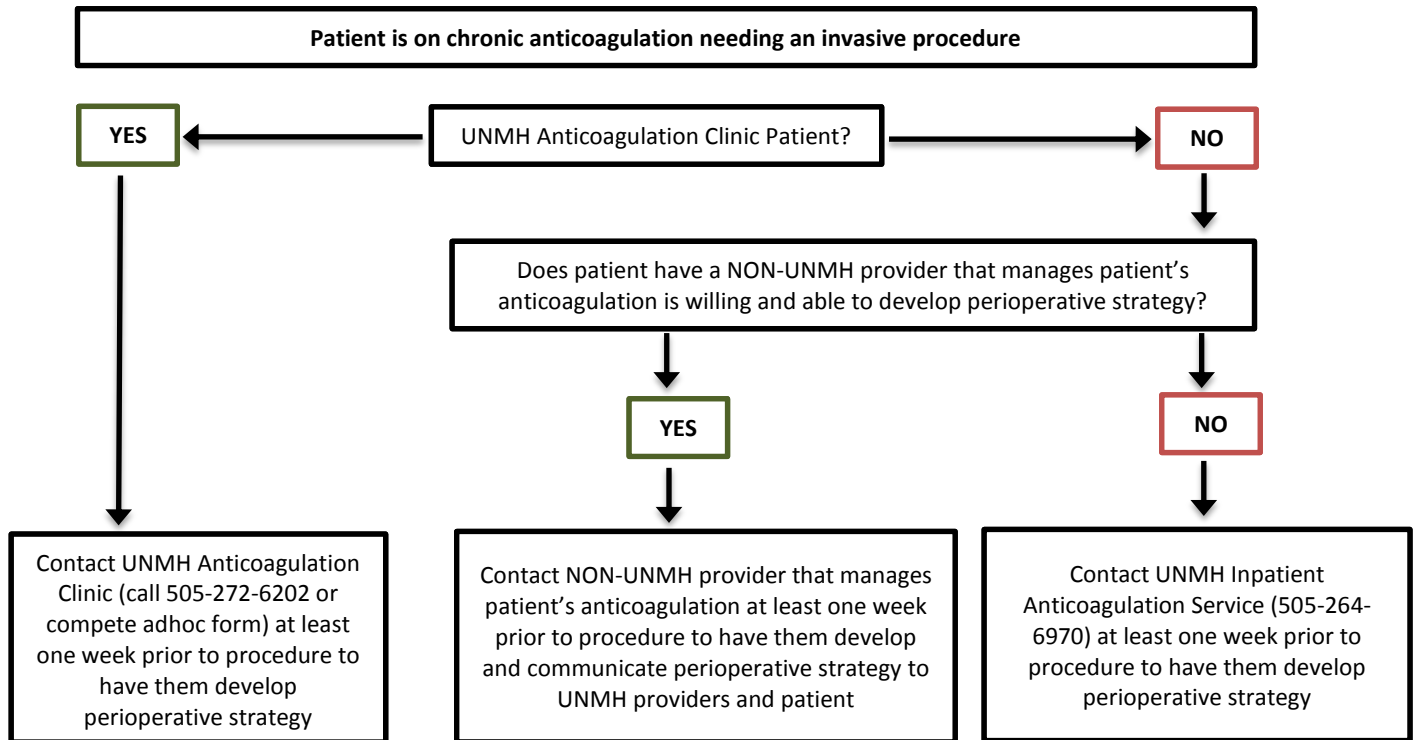 Patient is on chronic anticoagulation needing an invasive procedure
YES
UNMH Anticoagulation Clinic Patient?
NO
Does patient have a NON-UNMH provider that manages patient’s
anticoagulation is willing and able to develop perioperative strategy?
YES
NO
Contact UNMH Anticoagulation
Clinic (call 505-272-6202 or
compete adhoc form) at least
one week prior to procedure to
have them develop
perioperative strategy
Contact NON-UNMH provider that manages
patient’s anticoagulation at least one week
prior to procedure to have them develop
and communicate perioperative strategy to
UNMH providers and patient
Contact UNMH Inpatient
Anticoagulation Service (505-264-
6970) at least one week prior to
procedure to have them develop
perioperative strategy